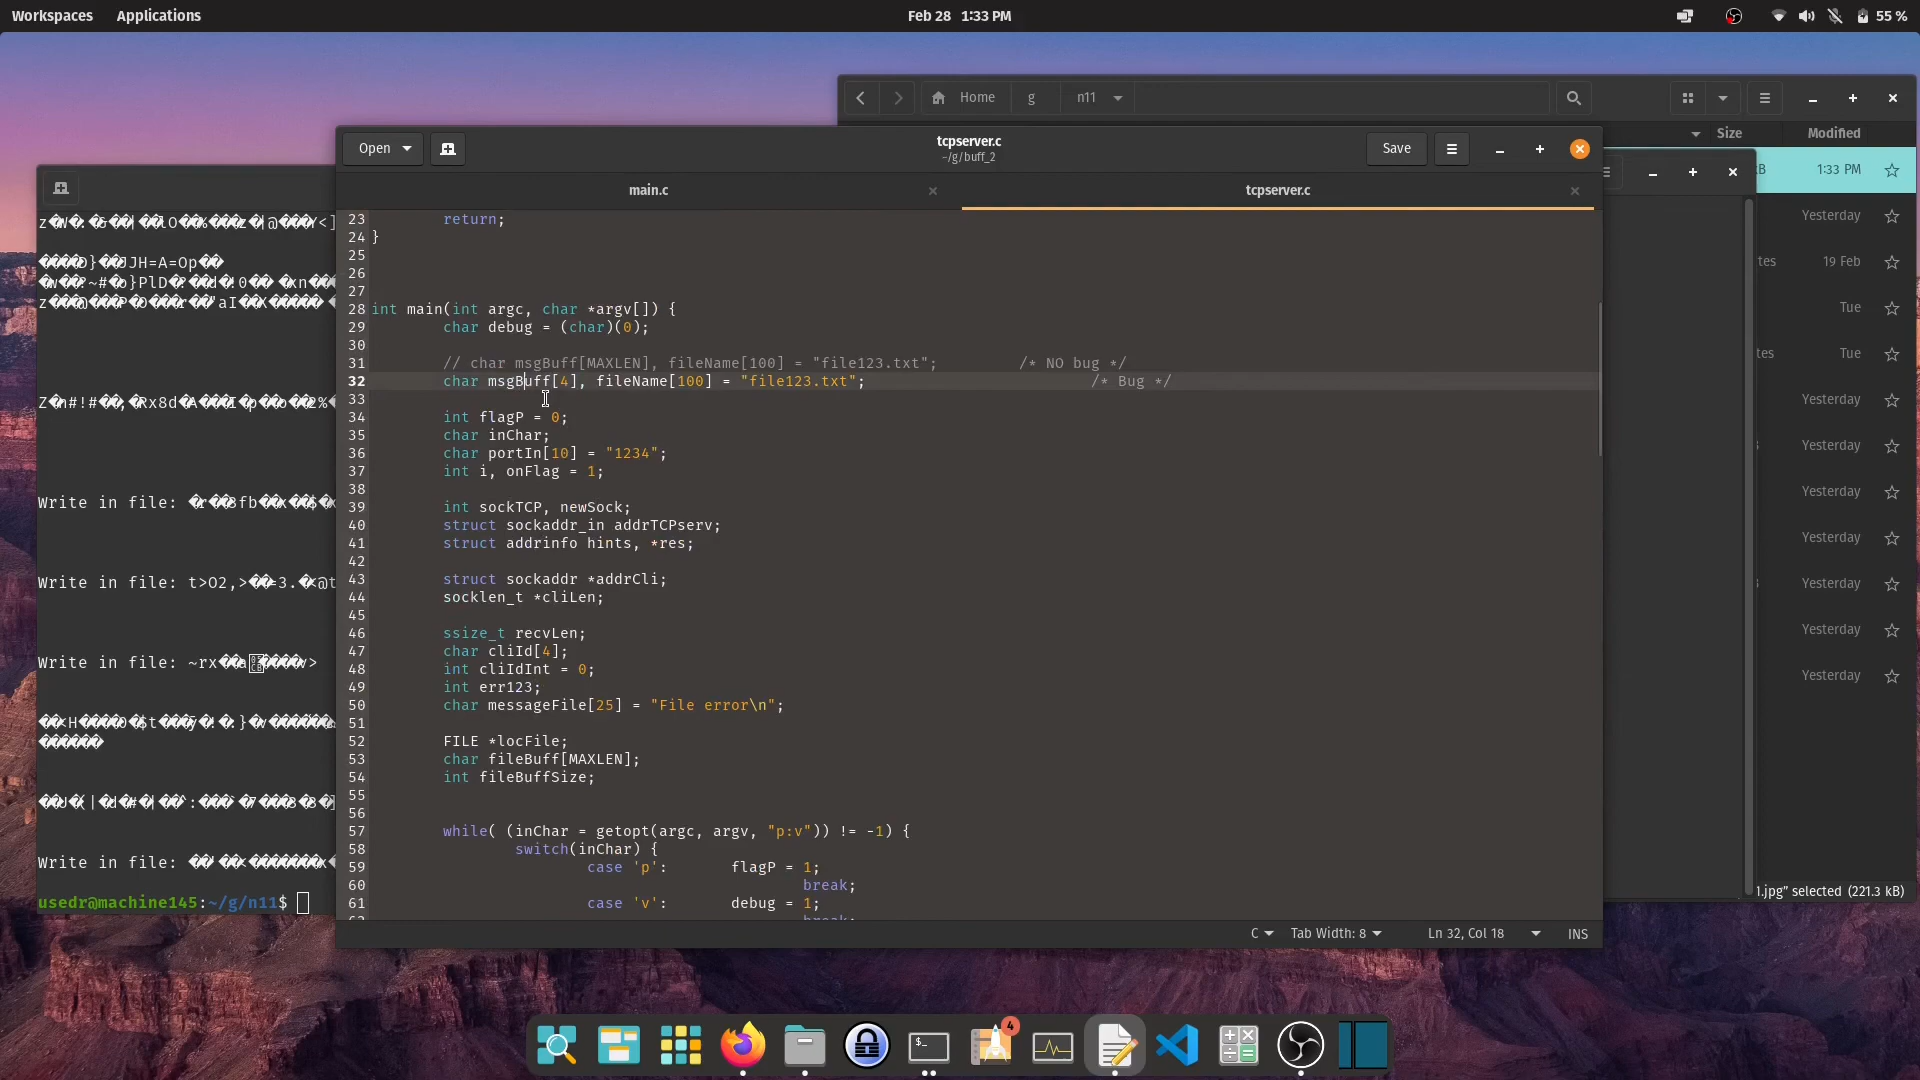 Workspaces Applications Feb 28 1:33 PM 55 %
Home g n11
Size Modified
Open tcpserver.c Save
~/g/buff_2
main.c tcpserver.c
23 return;
24 }
25
26
27
28 int main(int argc, char *argv[]) {
29 char debug = (char)(0);
30
31 // char msgBuff[MAXLEN], fileName[100] = "file123.txt"; /* NO bug */
32 char msgBuff[4], fileName[100] = "file123.txt"; /* Bug */
33
34 int flagP = 0;
35 char inChar;
36 char portIn[10] = "1234";
37 int i, onFlag = 1;
38
39 int sockTCP, newSock;
40 struct sockaddr_in addrTCPserv;
41 struct addrinfo hints, *res;
42
43 struct sockaddr *addrCli;
44 socklen_t *cliLen;
45
46 ssize_t recvLen;
47 char cliId[4];
48 int cliIdInt = 0;
49 int err123;
50 char messageFile[25] = "File error\n";
51
52 FILE *locFile;
53 char fileBuff[MAXLEN];
54 int fileBuffSize;
55
56
57 while( (inChar = getopt(argc, argv, "p:v")) != -1) {
58 switch(inChar) {
59 case 'p': flagP = 1;
60 break;
61 case 'v': debug = 1;
C Tab Width: 8 Ln 32, Col 18 INS
Write in file:
Write in file:
Write in file:
Write in file:
usedr@machine145:~/g/n11$
1:33 PM
Yesterday
19 Feb
Tue
Tue
Yesterday
Yesterday
Yesterday
Yesterday
Yesterday
Yesterday
Yesterday
1.jpg" selected (221.3 kB)
4